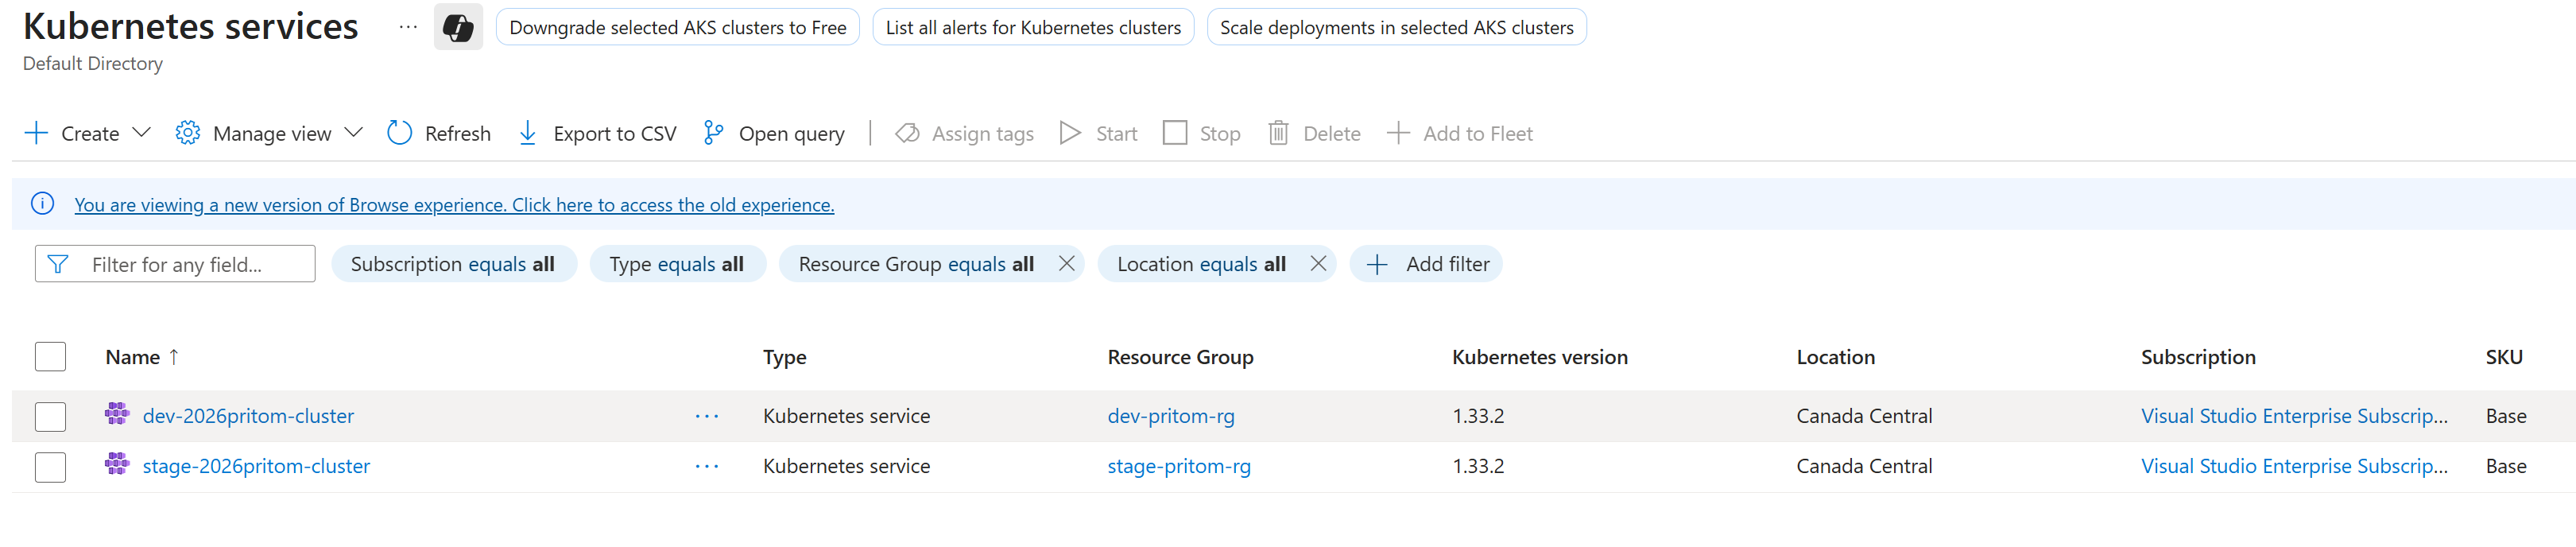 Kubernetes services ... Downgrade selected AKS clusters to Free List all alerts for Kubernetes clusters Scale deployments in selected AKS clusters
Default Directory
Create Manage view Refresh Export to CSV Open query | Assign tags Start Stop Delete Add to Fleet
You are viewing a new version of Browse experience. Click here to access the old experience.
Filter for any field... Subscription equals all Type equals all Resource Group equals all Location equals all Add filter
Name ↑ Type Resource Group Kubernetes version Location Subscription SKU
dev-2026pritom-cluster ... Kubernetes service dev-pritom-rg 1.33.2 Canada Central Visual Studio Enterprise Subscrip... Base
stage-2026pritom-cluster ... Kubernetes service stage-pritom-rg 1.33.2 Canada Central Visual Studio Enterprise Subscrip... Base